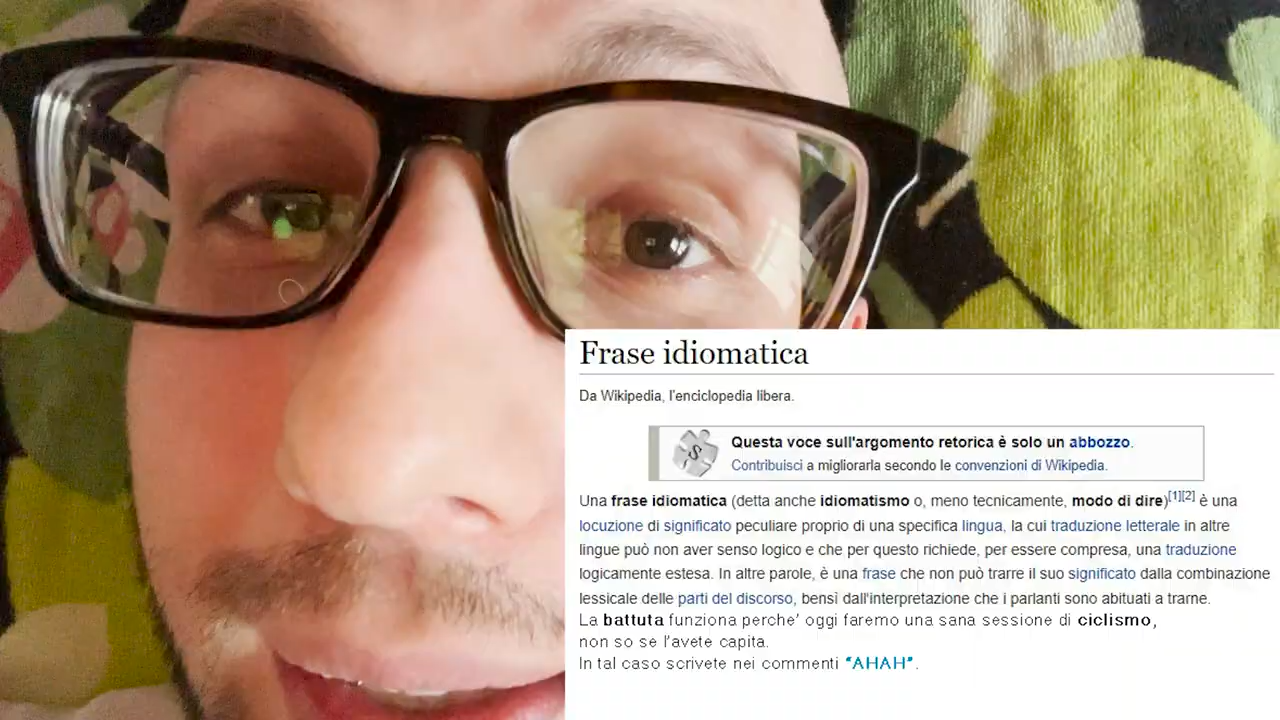 Frase idiomatica
Da Wikipedia, l'enciclopedia libera.
Questa voce sull'argomento retorica è solo un abbozzo.
Contribuisci a migliorarla secondo le convenzioni di Wikipedia.
Una frase idiomatica (detta anche idiomatismo o, meno tecnicamente, modo di dire)[1][2] è una
locuzione di significato peculiare proprio di una specifica lingua, la cui traduzione letterale in altre
lingue può non aver senso logico e che per questo richiede, per essere compresa, una traduzione
logicamente estesa. In altre parole, è una frase che non può trarre il suo significato dalla combinazione
lessicale delle parti del discorso, bensì dall'interpretazione che i parlanti sono abituati a trarne.
La battuta funziona perche' oggi faremo una sana sessione di ciclismo,
non so se l'avete capita.
In tal caso scrivete nei commenti “AHAH”.